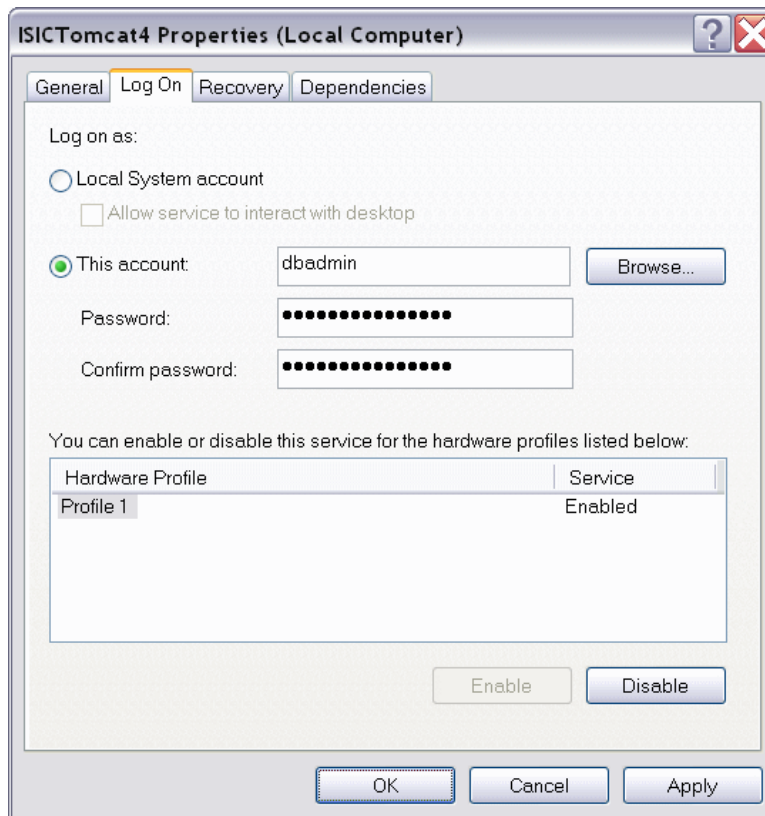 ISICTomcat4 Properties (Local Computer)
General Log On Recovery Dependencies
Log on as:
Local System account
Allow service to interact with desktop
This account: dbadmin Browse...
Password: •••••••••••••••
Confirm password: •••••••••••••••
You can enable or disable this service for the hardware profiles listed below:
Hardware Profile Service
Profile 1 Enabled
Enable Disable
OK Cancel Apply